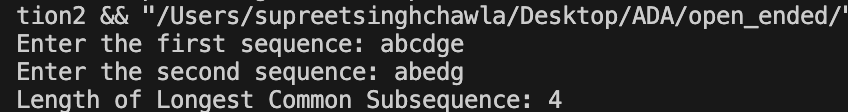 tion2 && "/Users/supreetsinghchawla/Desktop/ADA/open_ended/"
Enter the first sequence: abcdge
Enter the second sequence: abedg
Length of Longest Common Subsequence: 4